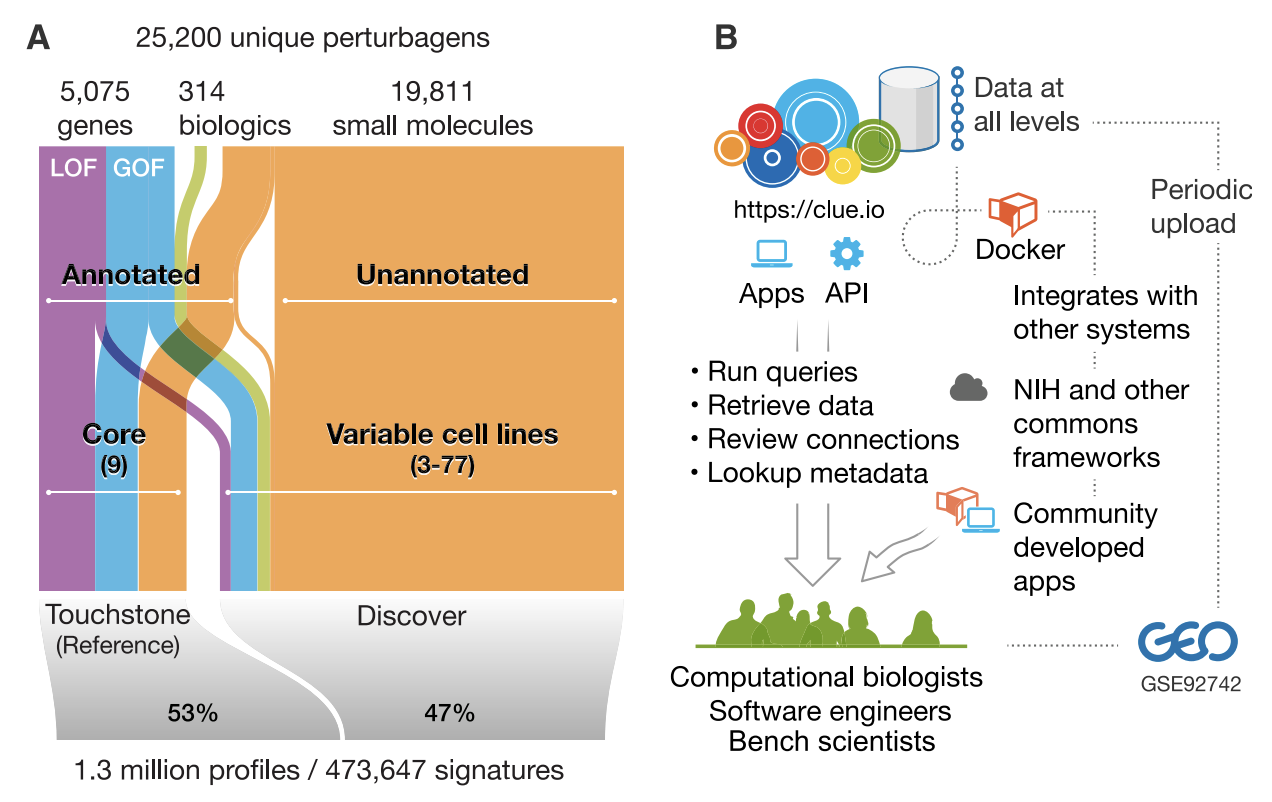 A
25,200 unique perturbagens
5,075
genes
314
biologics
19,811
small molecules
LOF
GOF
Annotated
Unannotated
Core
(9)
Variable cell lines
(3-77)
Touchstone
(Reference)
Discover
53%
47%
1.3 million profiles / 473,647 signatures
B
Data at
all levels
https://clue.io
Apps
API
Docker
Periodic
upload
Integrates with
other systems
• Run queries
• Retrieve data
• Review connections
• Lookup metadata
NIH and other
commons
frameworks
Community
developed
apps
GEO
GSE92742
Computational biologists
Software engineers
Bench scientists